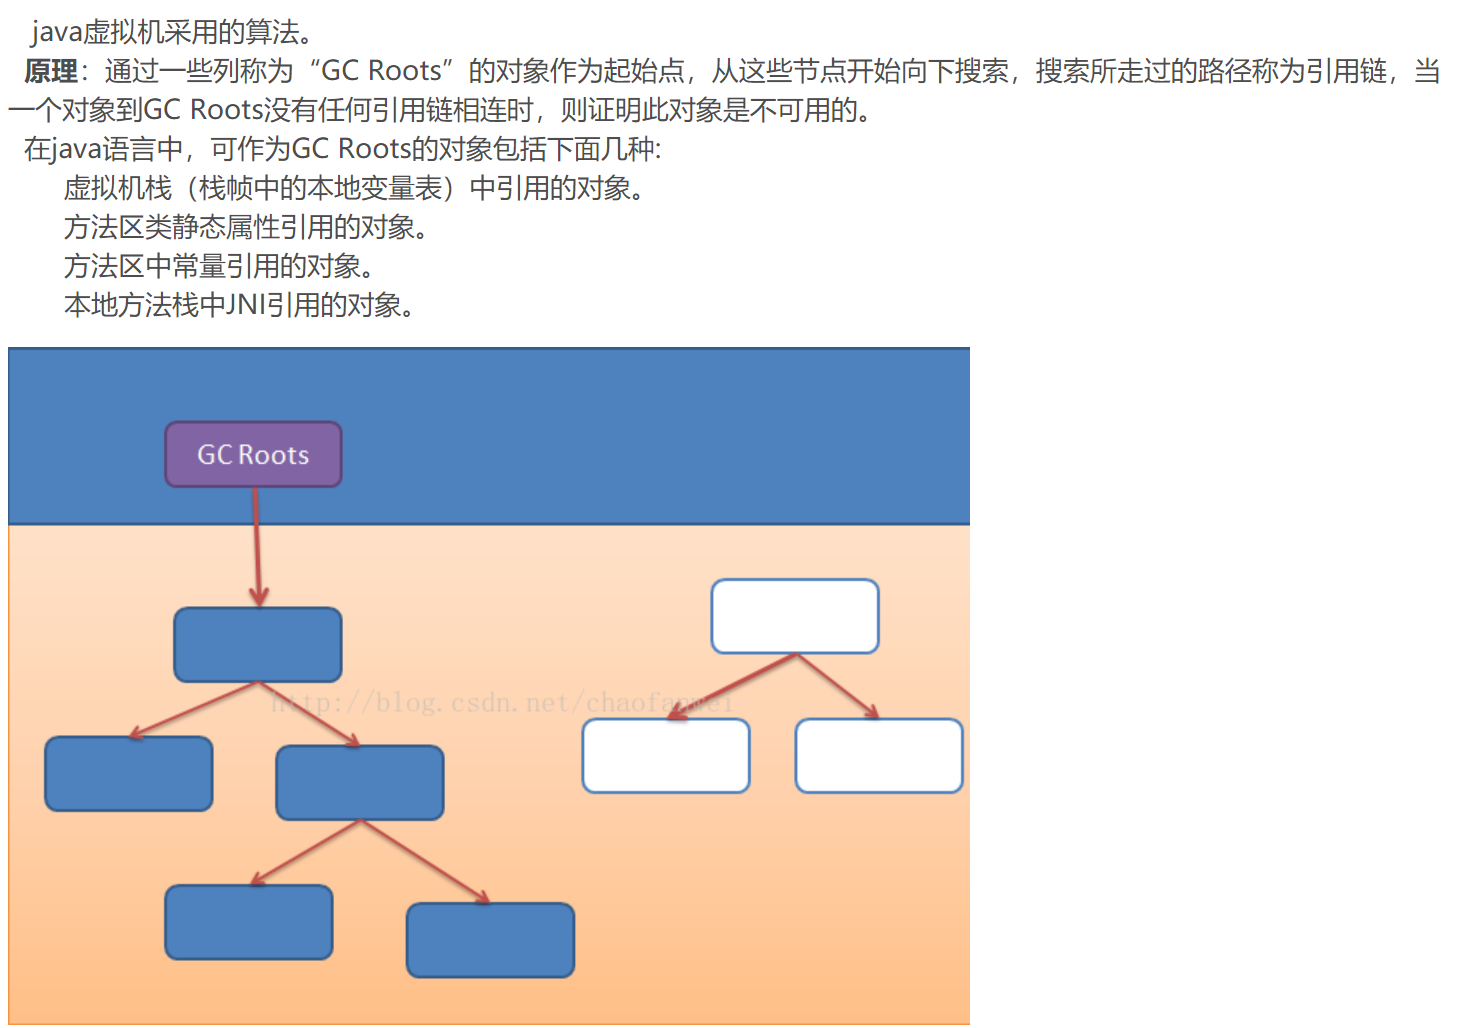 java虚拟机采用的算法。
原理：通过一些列称为“GC Roots”的对象作为起始点，从这些节点开始向下搜索，搜索所走过的路径称为引用链，当
一个对象到GC Roots没有任何引用链相连时，则证明此对象是不可用的。
在java语言中，可作为GC Roots的对象包括下面几种:
虚拟机栈（栈帧中的本地变量表）中引用的对象。
方法区类静态属性引用的对象。
方法区中常量引用的对象。
本地方法栈中JNI引用的对象。
GC Roots
http://blog.csdn.net/chaofanwei